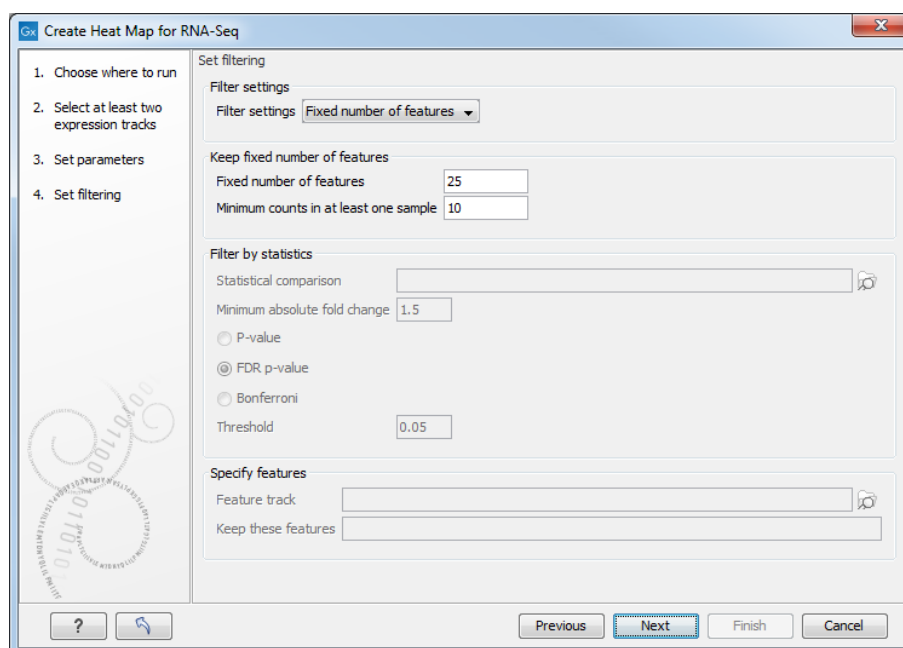 Gx Create Heat Map for RNA-Seq
1. Choose where to run
2. Select at least two
expression tracks
3. Set parameters
4. Set filtering
Set filtering
Filter settings
Filter settings Fixed number of features
Keep fixed number of features
Fixed number of features 25
Minimum counts in at least one sample 10
Filter by statistics
Statistical comparison
Minimum absolute fold change 1.5
P-value
FDR p-value
Bonferroni
Threshold 0.05
Specify features
Feature track
Keep these features
? Previous Next Finish Cancel